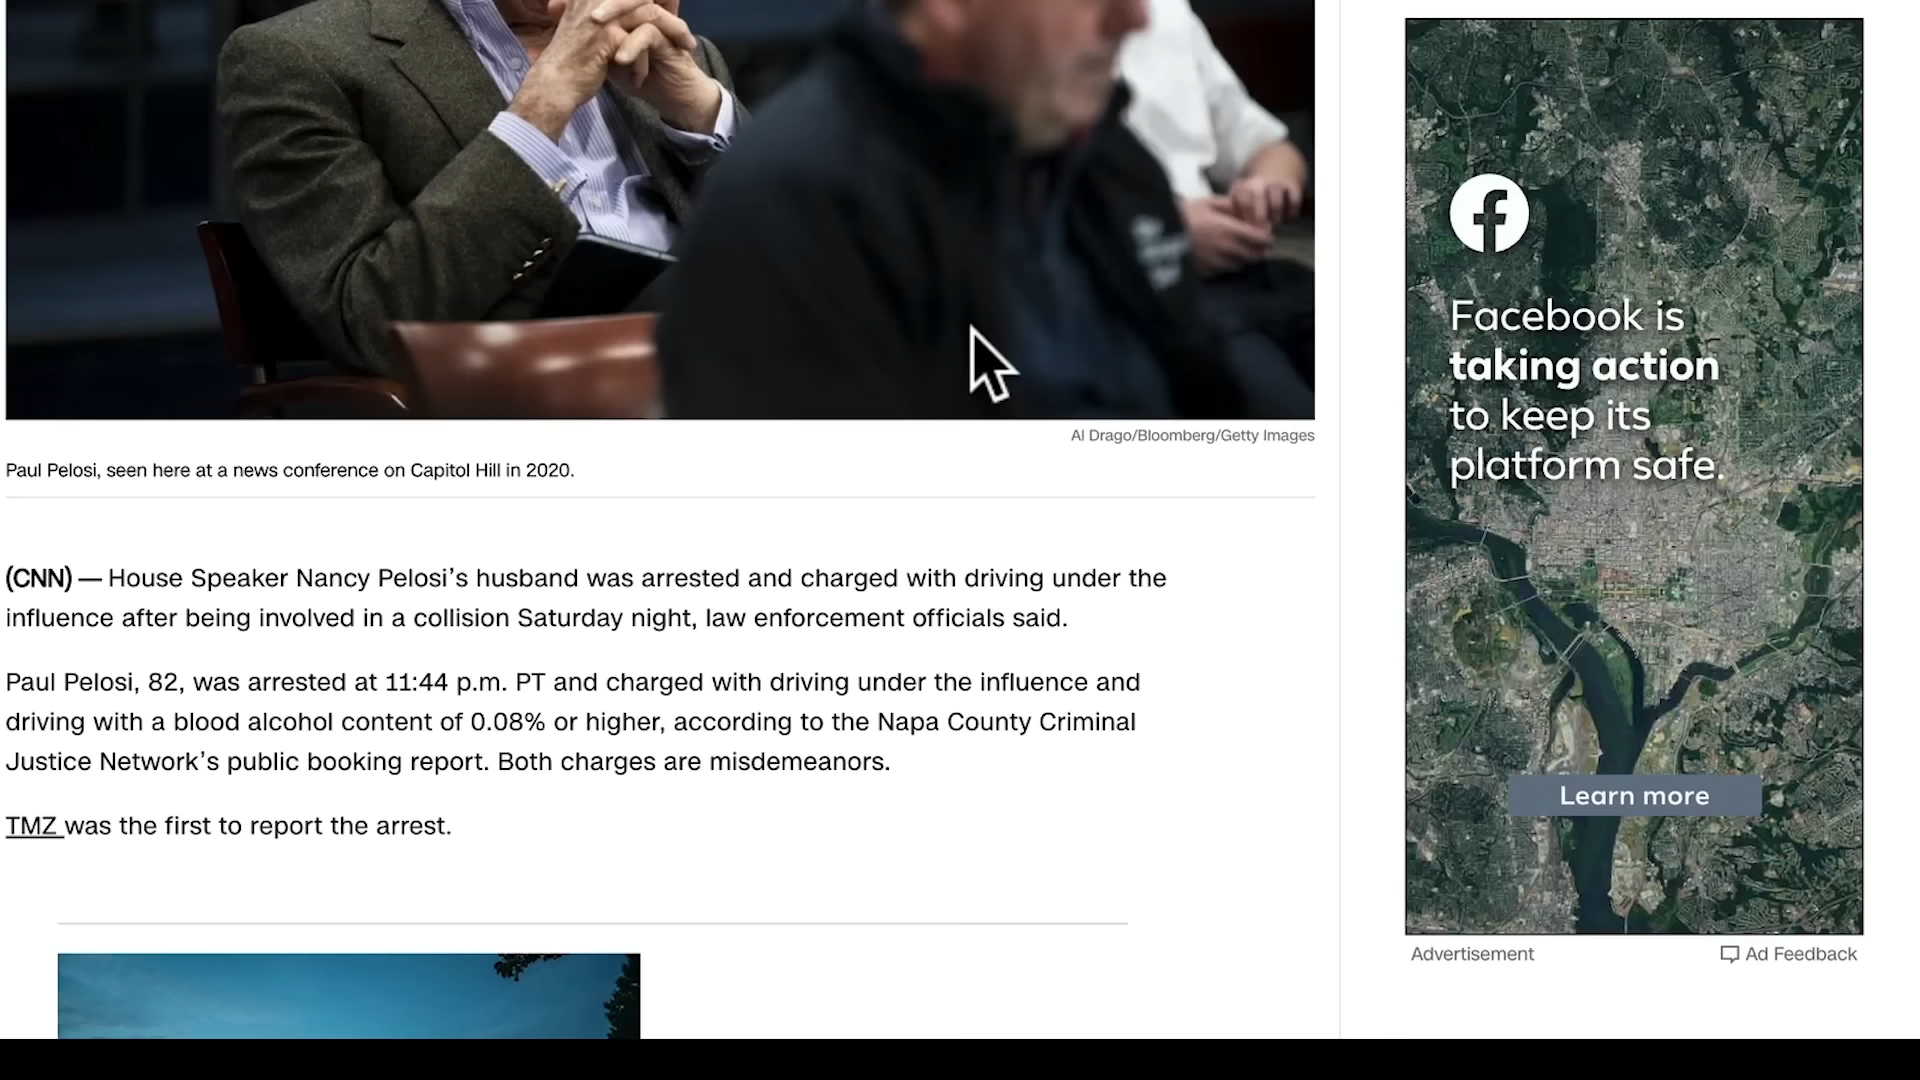 Al Drago/Bloomberg/Getty Images
Paul Pelosi, seen here at a news conference on Capitol Hill in 2020.
(CNN) — House Speaker Nancy Pelosi’s husband was arrested and charged with driving under the
influence after being involved in a collision Saturday night, law enforcement officials said.
Paul Pelosi, 82, was arrested at 11:44 p.m. PT and charged with driving under the influence and
driving with a blood alcohol content of 0.08% or higher, according to the Napa County Criminal
Justice Network’s public booking report. Both charges are misdemeanors.
TMZ was the first to report the arrest.
Facebook is
taking action
to keep its
platform safe.
Learn more
Advertisement
Ad Feedback